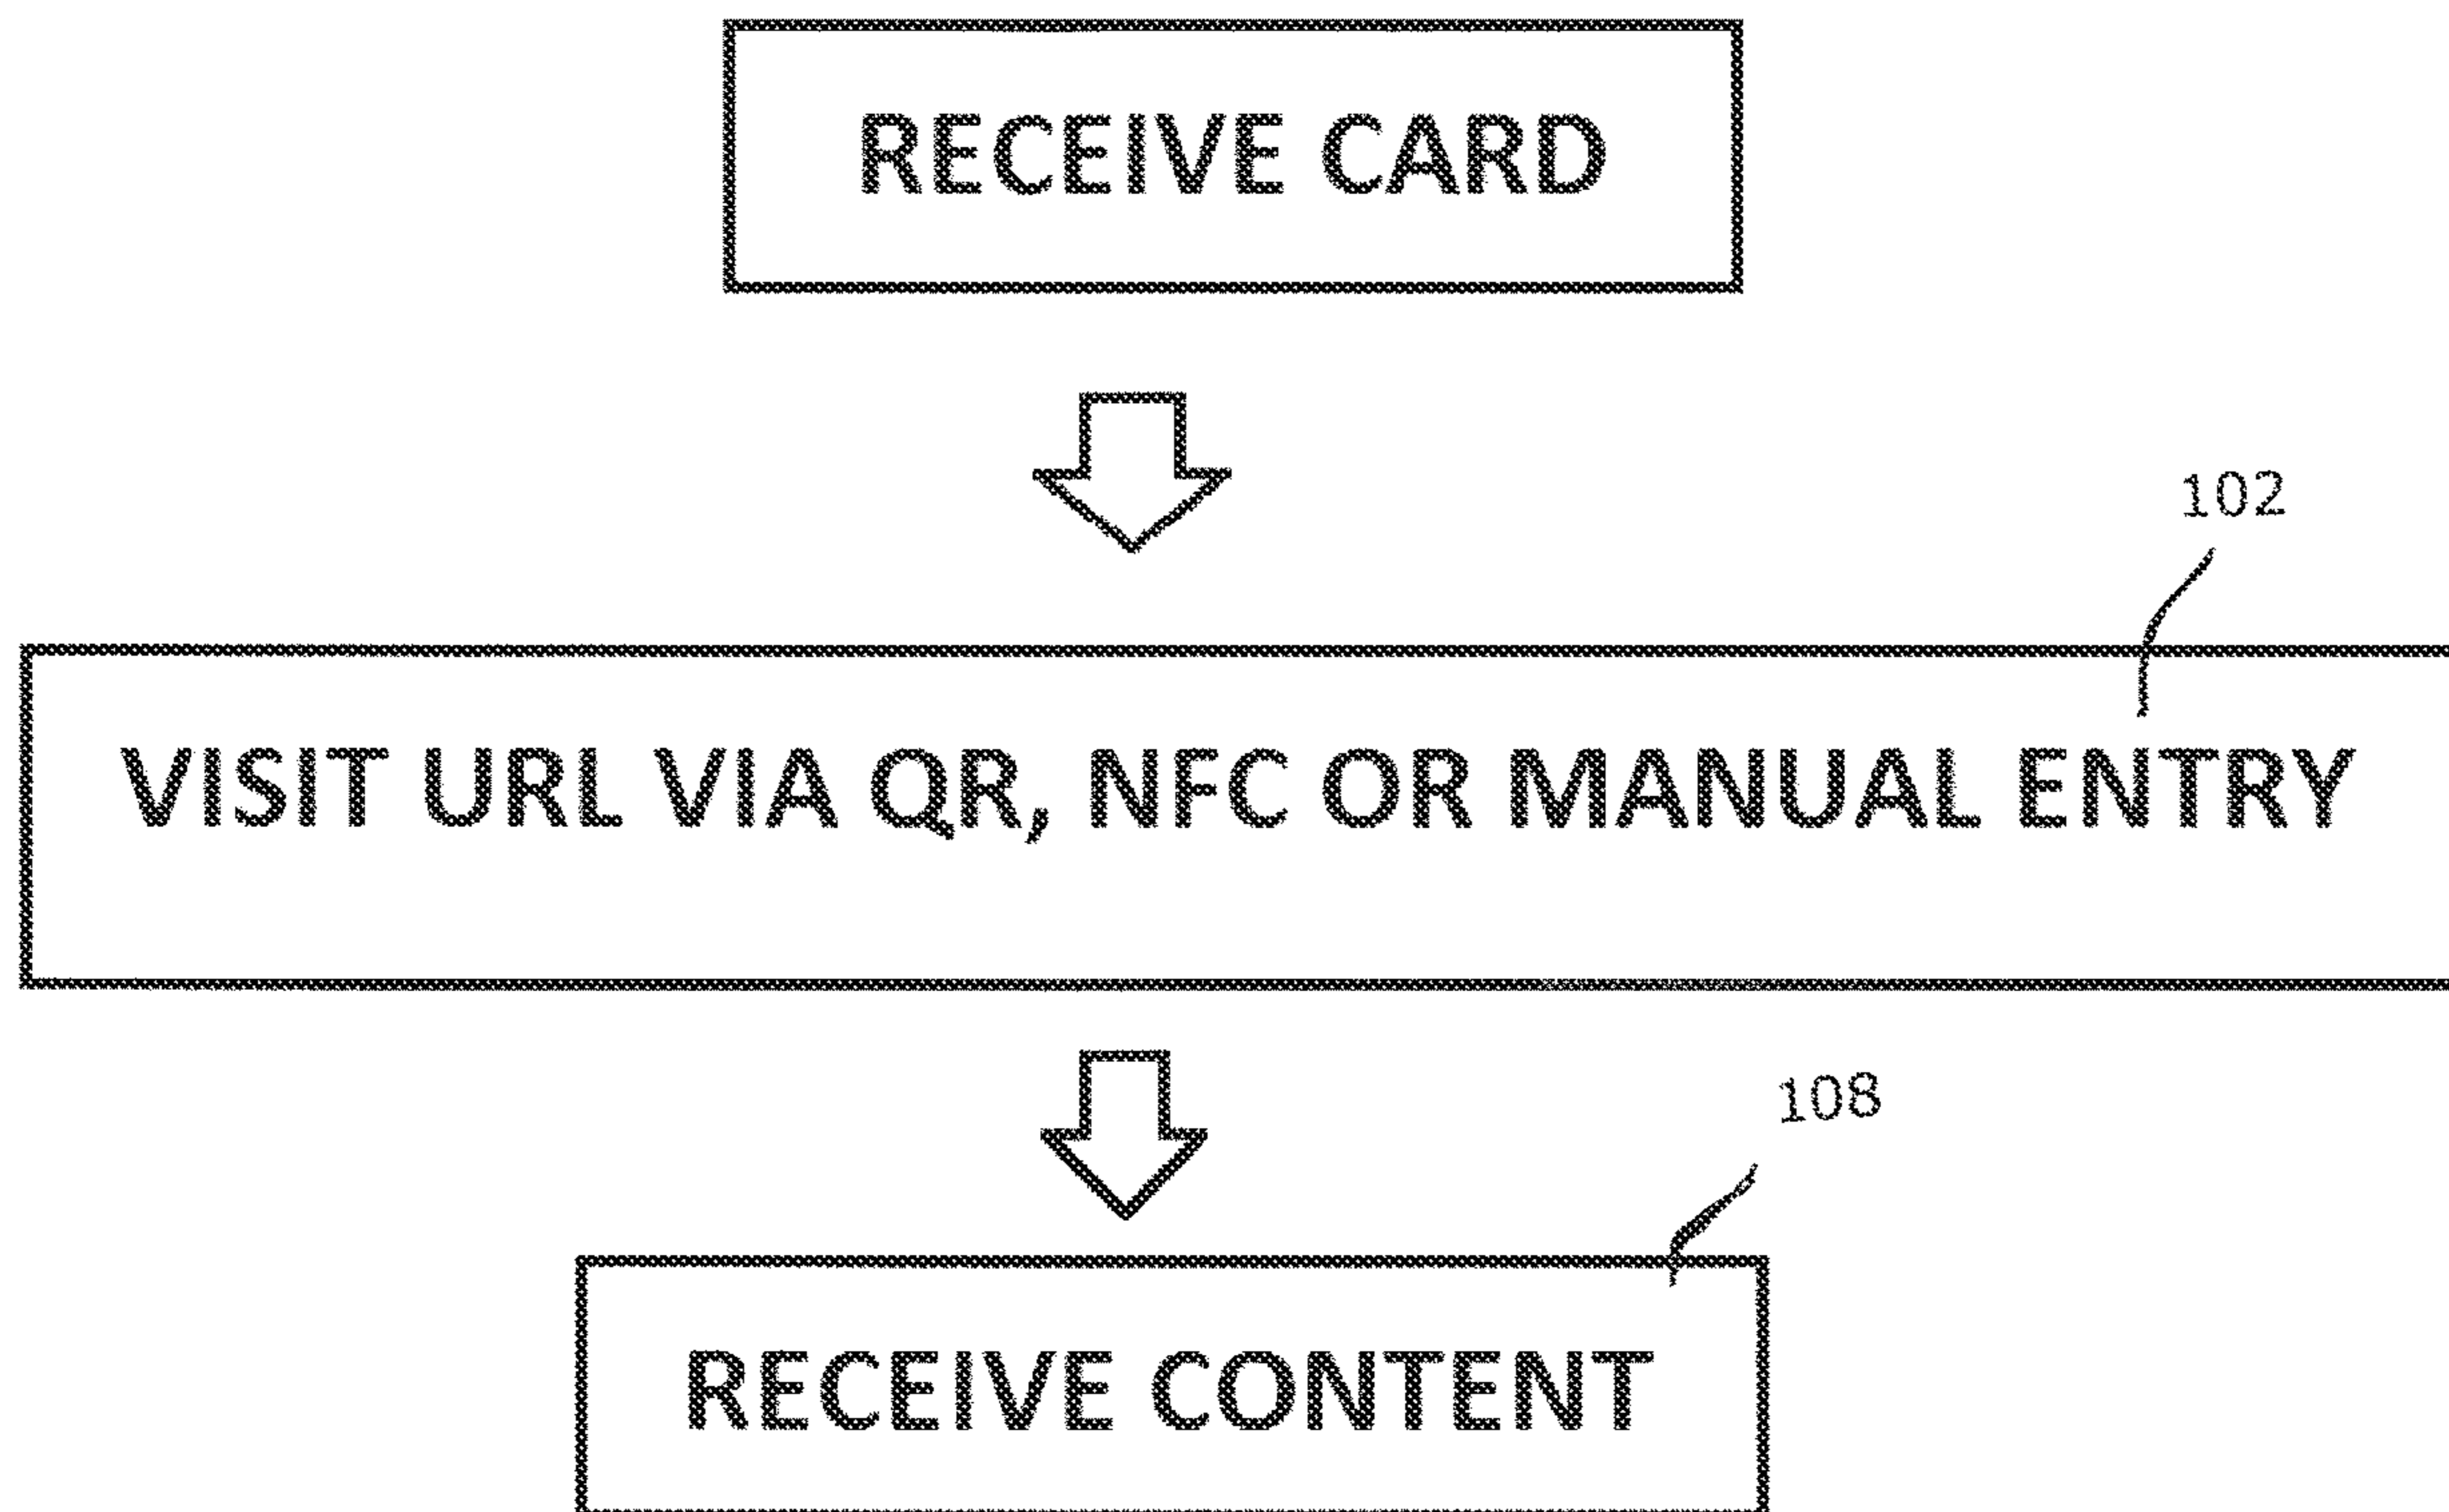 RECEIVE CARD
102
VISIT URL VIA QR, NFC OR MANUAL ENTRY
108
RECEIVE CONTENT